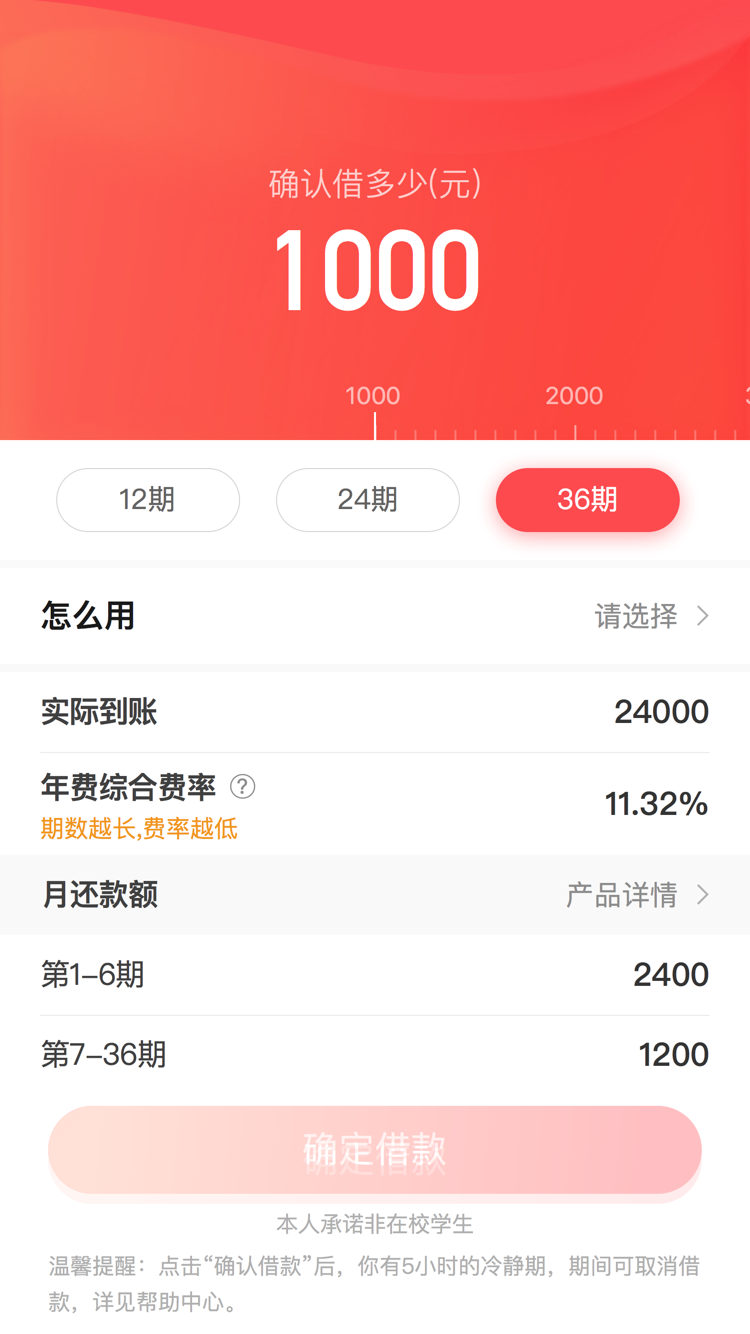 确认借多少(元)
1000
1000 2000
12期 24期 36期
怎么用 请选择
实际到账 24000
年费综合费率 ? 11.32%
期数越长,费率越低
月还款额 产品详情
第1-6期 2400
第7-36期 1200
确定借款
本人承诺非在校学生
温馨提醒：点击“确认借款”后，你有5小时的冷静期，期间可取消借
款，详见帮助中心。